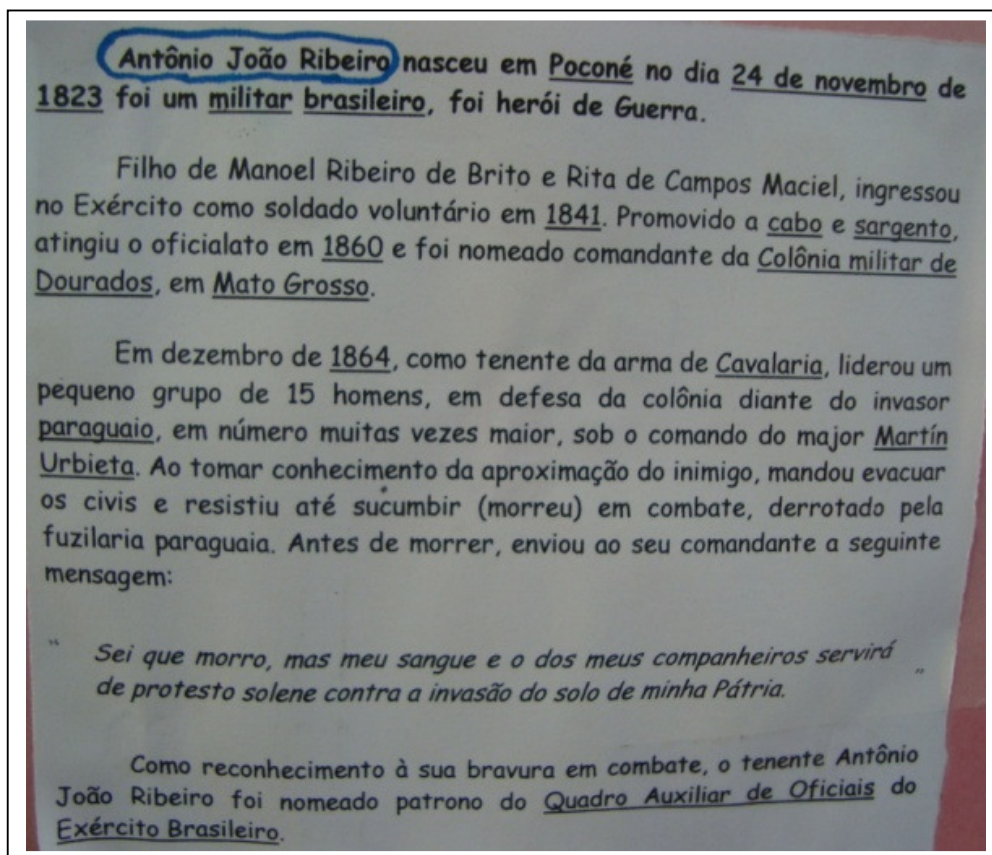 Antônio João Ribeiro nasceu em Poconé no dia 24 de novembro de
1823 foi um militar brasileiro, foi herói de Guerra.
Filho de Manoel Ribeiro de Brito e Rita de Campos Maciel, ingressou
no Exército como soldado voluntário em 1841. Promovido a cabo e sargento,
atingiu o oficialato em 1860 e foi nomeado comandante da Colônia militar de
Dourados, em Mato Grosso.
Em dezembro de 1864, como tenente da arma de Cavalaria, liderou um
pequeno grupo de 15 homens, em defesa da colônia diante do invasor
paraguaio, em número muitas vezes maior, sob o comando do major Martín
Urbieta. Ao tomar conhecimento da aproximação do inimigo, mandou evacuar
os civis e resistiu até sucumbir (morreu) em combate, derrotado pela
fuzilaria paraguaia. Antes de morrer, enviou ao seu comandante a seguinte
mensagem:
“ Sei que morro, mas meu sangue e o dos meus companheiros servirá
de protesto solene contra a invasão do solo de minha Pátria. ”
Como reconhecimento à sua bravura em combate, o tenente Antônio
João Ribeiro foi nomeado patrono do Quadro Auxiliar de Oficiais do
Exército Brasileiro.